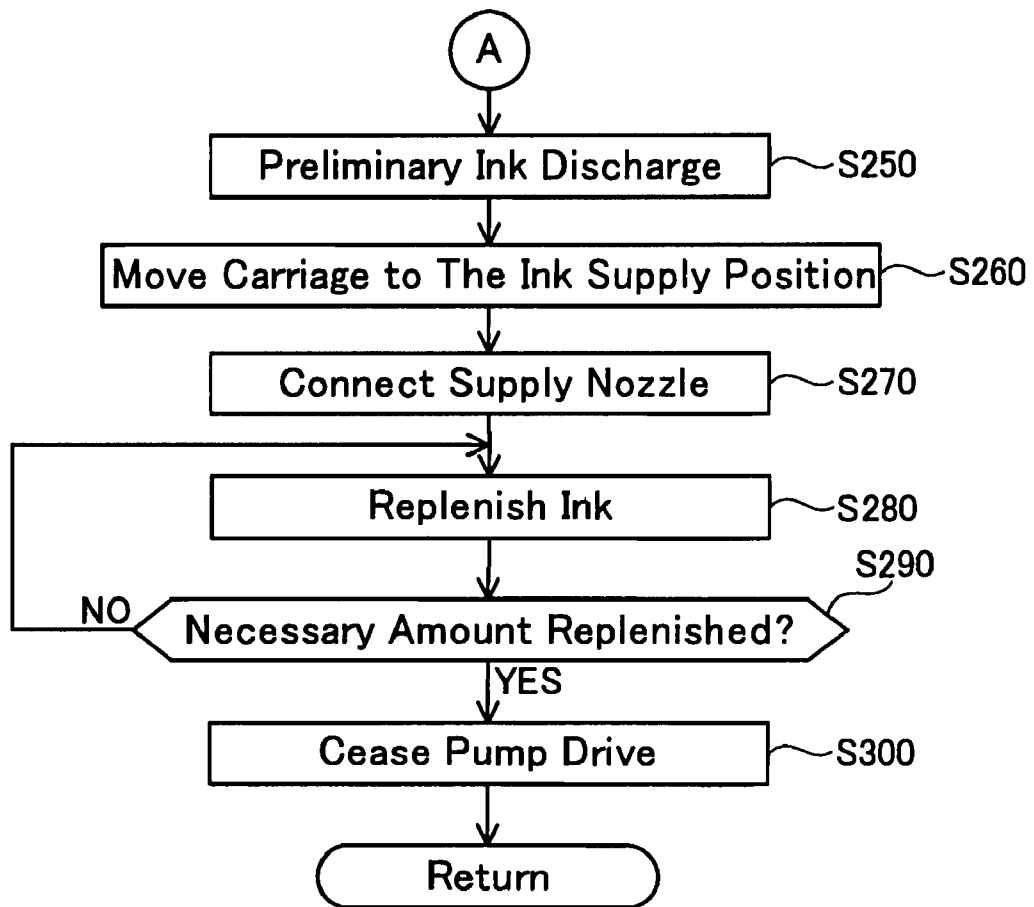 A
Preliminary Ink Discharge
S250
Move Carriage to The Ink Supply Position
S260
Connect Supply Nozzle
S270
Replenish Ink
S280
S290
NO
Necessary Amount Replenished?
YES
Cease Pump Drive
S300
Return